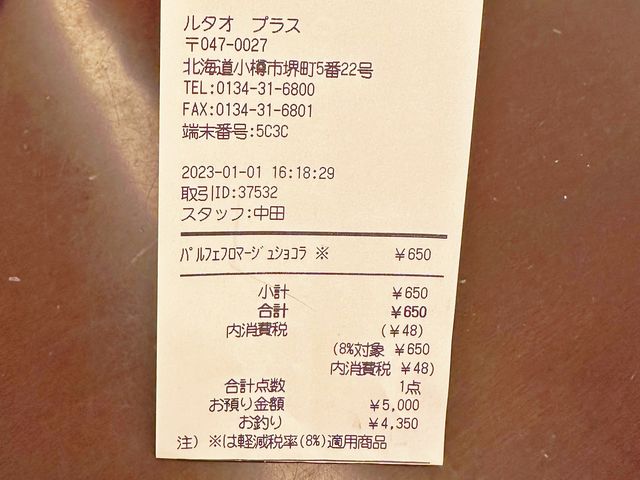 ルタオ プラス
〒047-0027
北海道小樽市堺町5番22号
TEL:0134-31-6800
FAX:0134-31-6801
端末番号:5C3C
2023-01-01 16:18:29
取引ID:37532
スタッフ:中田
ﾊﾟﾙﾌｪﾌﾛﾏｰｼﾞｭｼｮｺﾗ ※ ¥650
小計 ¥650
合計 ¥650
内消費税 (¥48)
(8%対象 ¥650
内消費税 ¥48)
合計点数 1点
お預り金額 ¥5,000
お釣り ¥4,350
注) ※は軽減税率(8%)適用商品